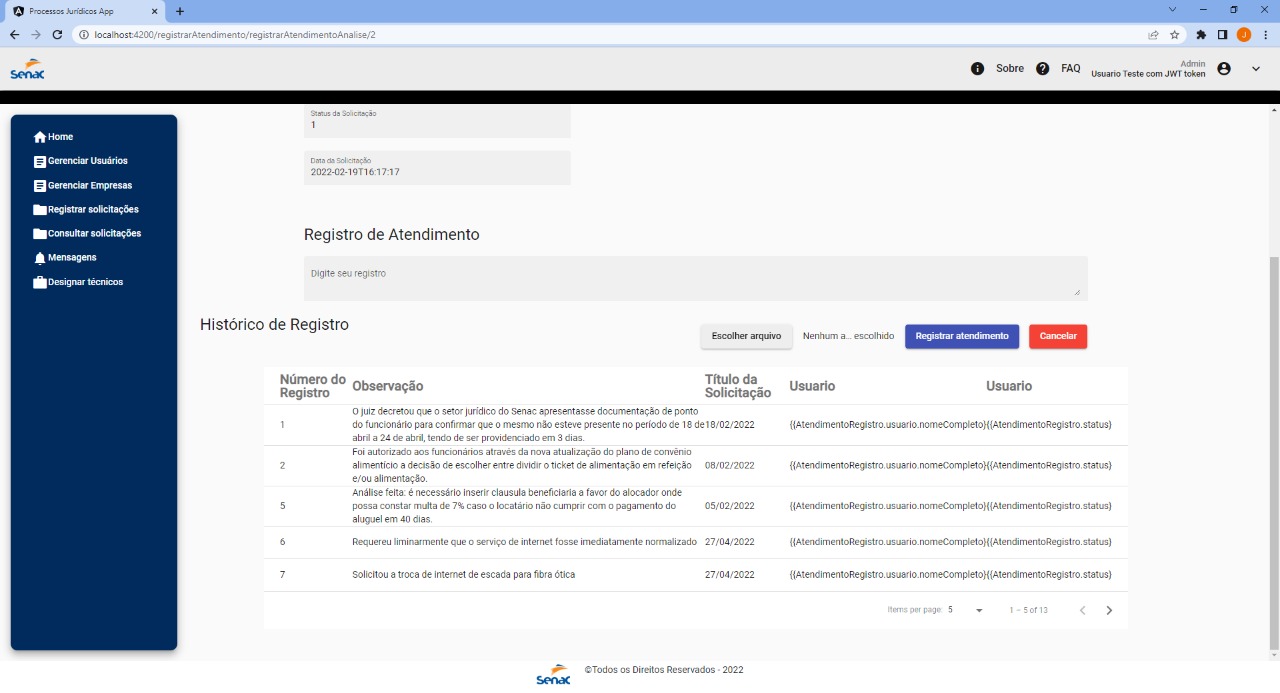 Processos Jurídicos App
localhost:4200/registrarAtendimento/registrarAtendimentoAnalise/2
J
Senac
Sobre
FAQ
Admin
Usuario Teste com JWT token
Home
Gerenciar Usuários
Gerenciar Empresas
Registrar solicitações
Consultar solicitações
Mensagens
Designar técnicos
Status da Solicitação
1
Data da Solicitação
2022-02-19T16:17:17
Registro de Atendimento
Digite seu registro
Histórico de Registro
Escolher arquivo
Nenhum a... escolhido
Registrar atendimento
Cancelar
Número do
Registro
Observação
Título da
Solicitação
Usuario
Usuario
1
O juiz decretou que o setor jurídico do Senac apresentasse documentação de ponto
do funcionário para confirmar que o mesmo não esteve presente no período de 18 de
abril a 24 de abril, tendo de ser providenciado em 3 dias.
18/02/2022
{{AtendimentoRegistro.usuario.nomeCompleto}
{{AtendimentoRegistro.status}
2
Foi autorizado aos funcionários através da nova atualização do plano de convênio
alimentício a decisão de escolher entre dividir o ticket de alimentação em refeição
e/ou alimentação.
08/02/2022
{{AtendimentoRegistro.usuario.nomeCompleto}
{{AtendimentoRegistro.status}
5
Análise feita: é necessário inserir clausula beneficiaria a favor do alocador onde
possa constar multa de 7% caso o locatário não cumprir com o pagamento do
aluguel em 40 dias.
05/02/2022
{{AtendimentoRegistro.usuario.nomeCompleto}
{{AtendimentoRegistro.status}
6
Requereu liminarmente que o serviço de internet fosse imediatamente normalizado
27/04/2022
{{AtendimentoRegistro.usuario.nomeCompleto}
{{AtendimentoRegistro.status}
7
Solicitou a troca de internet de escada para fibra ótica
27/04/2022
{{AtendimentoRegistro.usuario.nomeCompleto}
{{AtendimentoRegistro.status}
Items per page: 5
1 – 5 of 13
Senac
©Todos os Direitos Reservados - 2022